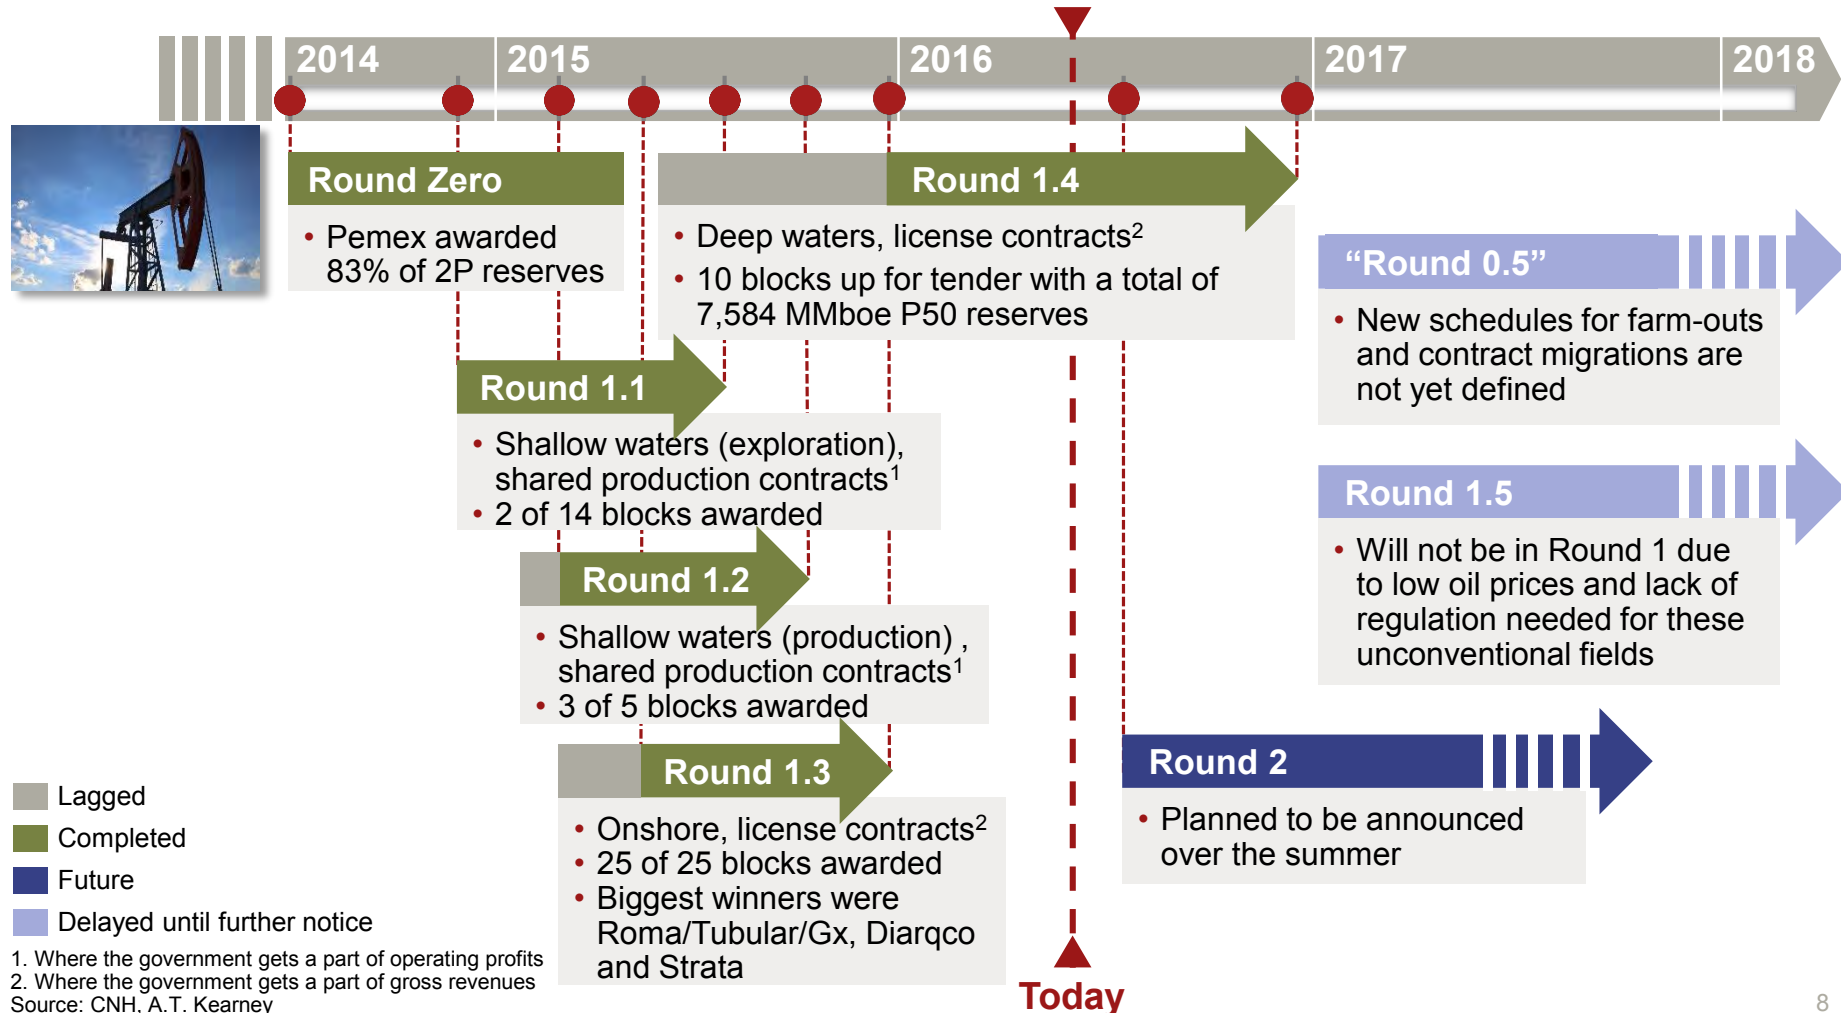 2014
2015
2016
2017
2018
Round Zero
• Pemex awarded
83% of 2P reserves
Round 1.4
• Deep waters, license contracts2
• 10 blocks up for tender with a total of
7,584 MMboe P50 reserves
Round 1.1
• Shallow waters (exploration),
shared production contracts1
• 2 of 14 blocks awarded
Round 1.2
• Shallow waters (production) ,
shared production contracts1
• 3 of 5 blocks awarded
Round 1.3
• Onshore, license contracts2
• 25 of 25 blocks awarded
• Biggest winners were
Roma/Tubular/Gx, Diarqco
and Strata
“Round 0.5”
• New schedules for farm-outs
and contract migrations are
not yet defined
Round 1.5
• Will not be in Round 1 due
to low oil prices and lack of
regulation needed for these
unconventional fields
Round 2
• Planned to be announced
over the summer
Lagged
Completed
Future
Delayed until further notice
1. Where the government gets a part of operating profits
2. Where the government gets a part of gross revenues
Source: CNH, A.T. Kearney
Today
8